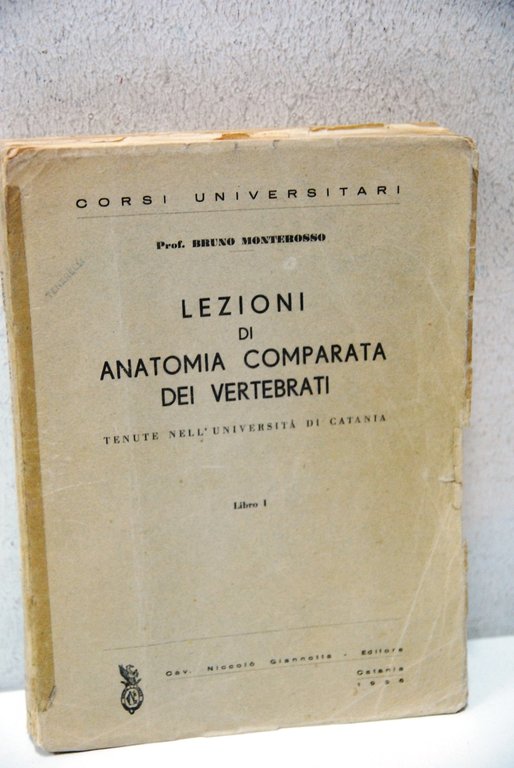 CORSI UNIVERSITARI
Prof. BRUNO MONTEROSSO
LEZIONI
DI
ANATOMIA COMPARATA
DEI VERTEBRATI
TENUTE NELL'UNIVERSITÀ DI CATANIA
Libro I
Cav. Niccolò Giannotta - Editore
Catania